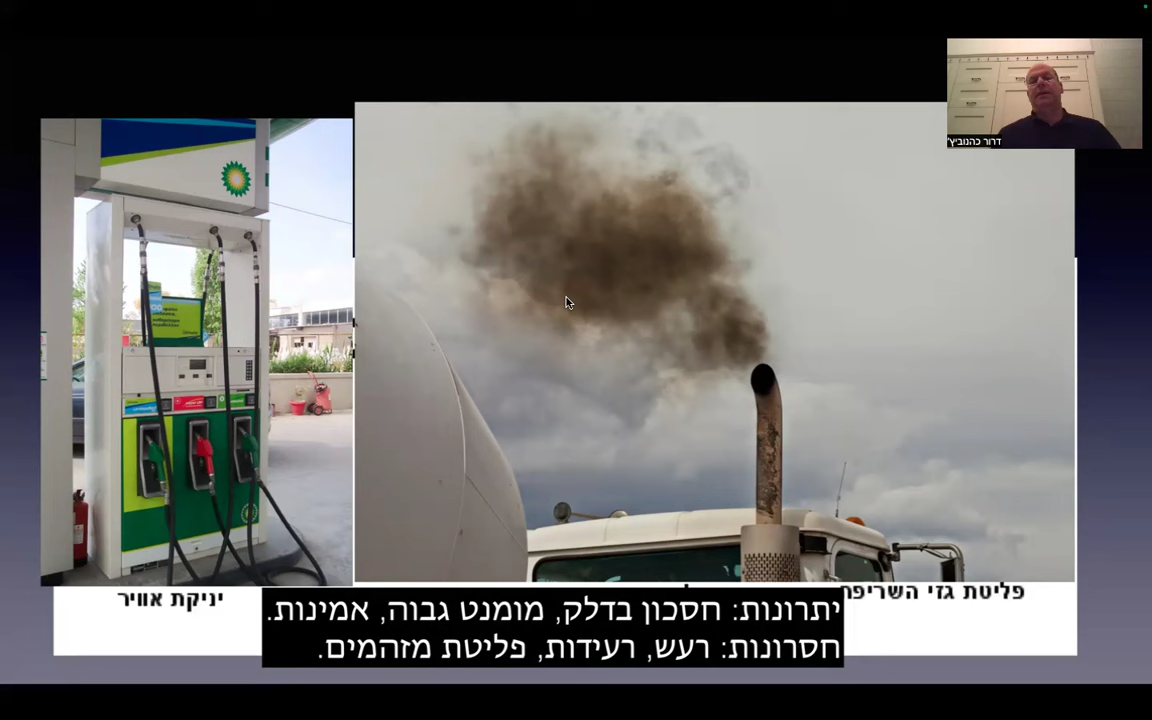 דרור כהנוביץ'
יניקת אוויר
פליטת גזי השריפה
יתרונות: חסכון בדלק, מומנט גבוה, אמינות.
חסרונות: רעש, רעידות, פליטת מזהמים.